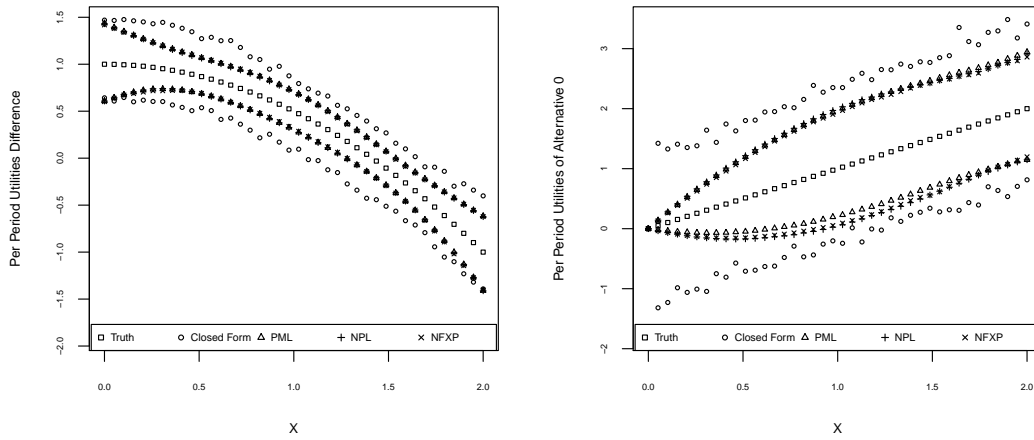 Per Period Utilities Difference
1.5
1.0
0.5
0.0
−0.5
−1.0
−1.5
−2.0
Truth Closed Form PML NPL NFXP
0.0 0.5 1.0 1.5 2.0
X
Per Period Utilities of Alternative 0
3
2
1
0
−1
−2
Truth Closed Form PML NPL NFXP
0.0 0.5 1.0 1.5 2.0
X